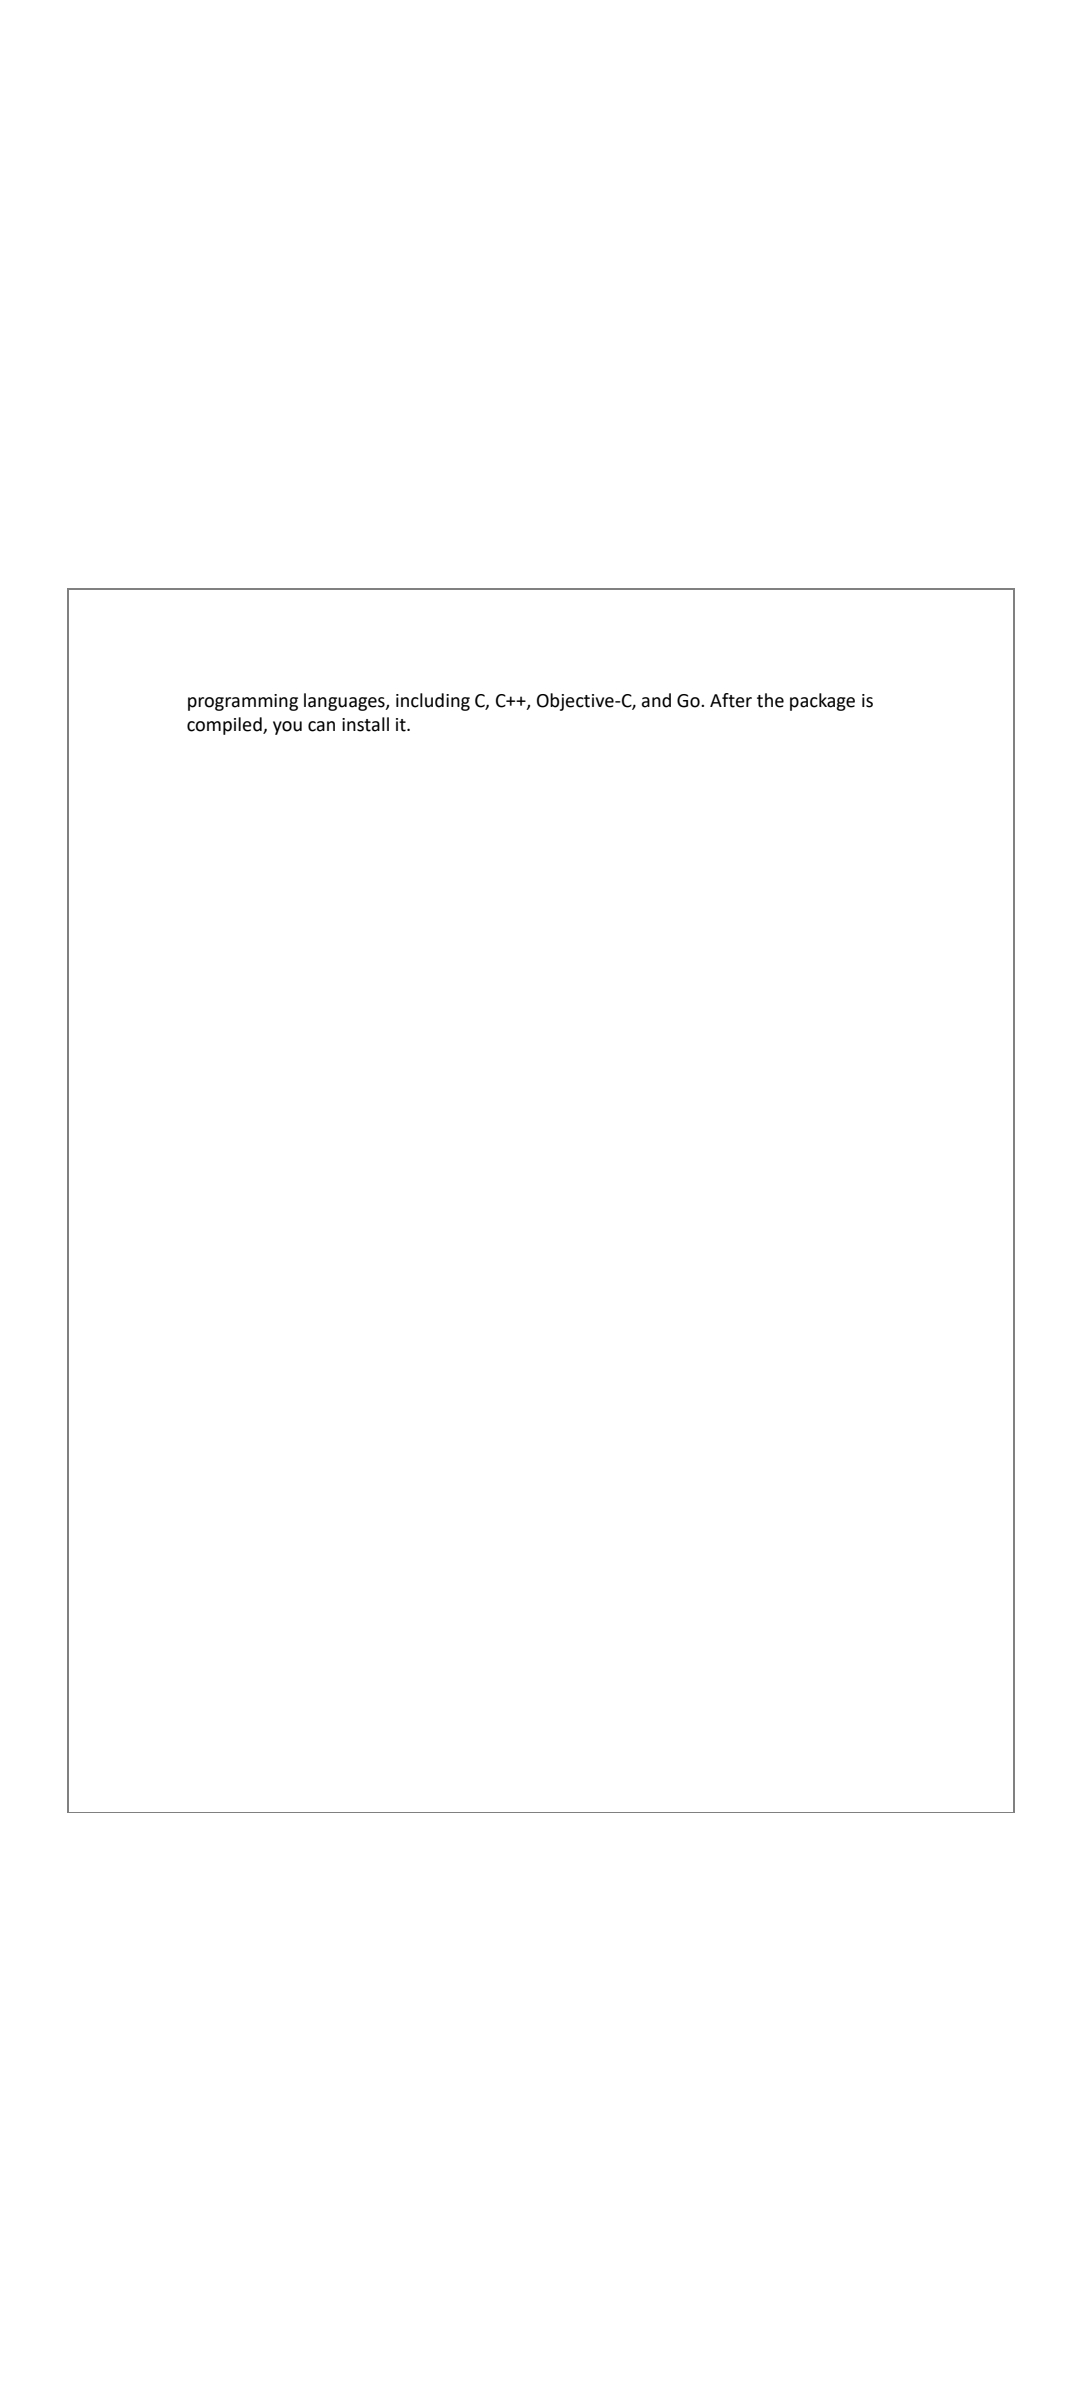 programming languages, including C, C++, Objective-C, and Go. After the package is
compiled, you can install it.